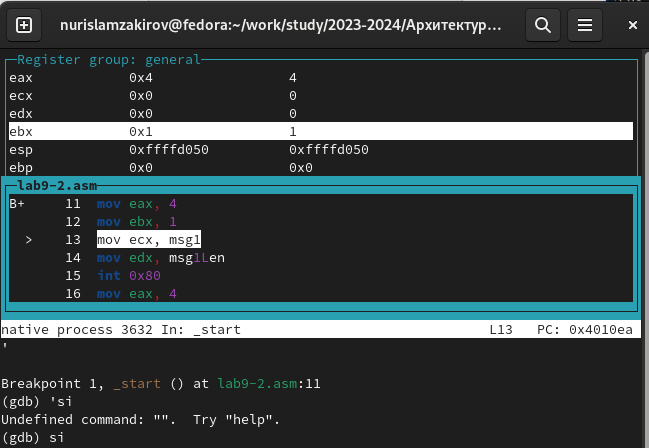 nurislamzakirov@fedora:~/work/study/2023-2024/Архитектур...
Register group: general
eax 0x4 4
ecx 0x0 0
edx 0x0 0
ebx 0x1 1
esp 0xffffd050 0xffffd050
ebp 0x0 0x0
lab9-2.asm
B+ 11 mov eax, 4
12 mov ebx, 1
> 13 mov ecx, msg1
14 mov edx, msg1Len
15 int 0x80
16 mov eax, 4
native process 3632 In: _start L13 PC: 0x4010ea
'
Breakpoint 1, _start () at lab9-2.asm:11
(gdb) 'si
Undefined command: "". Try "help".
(gdb) si